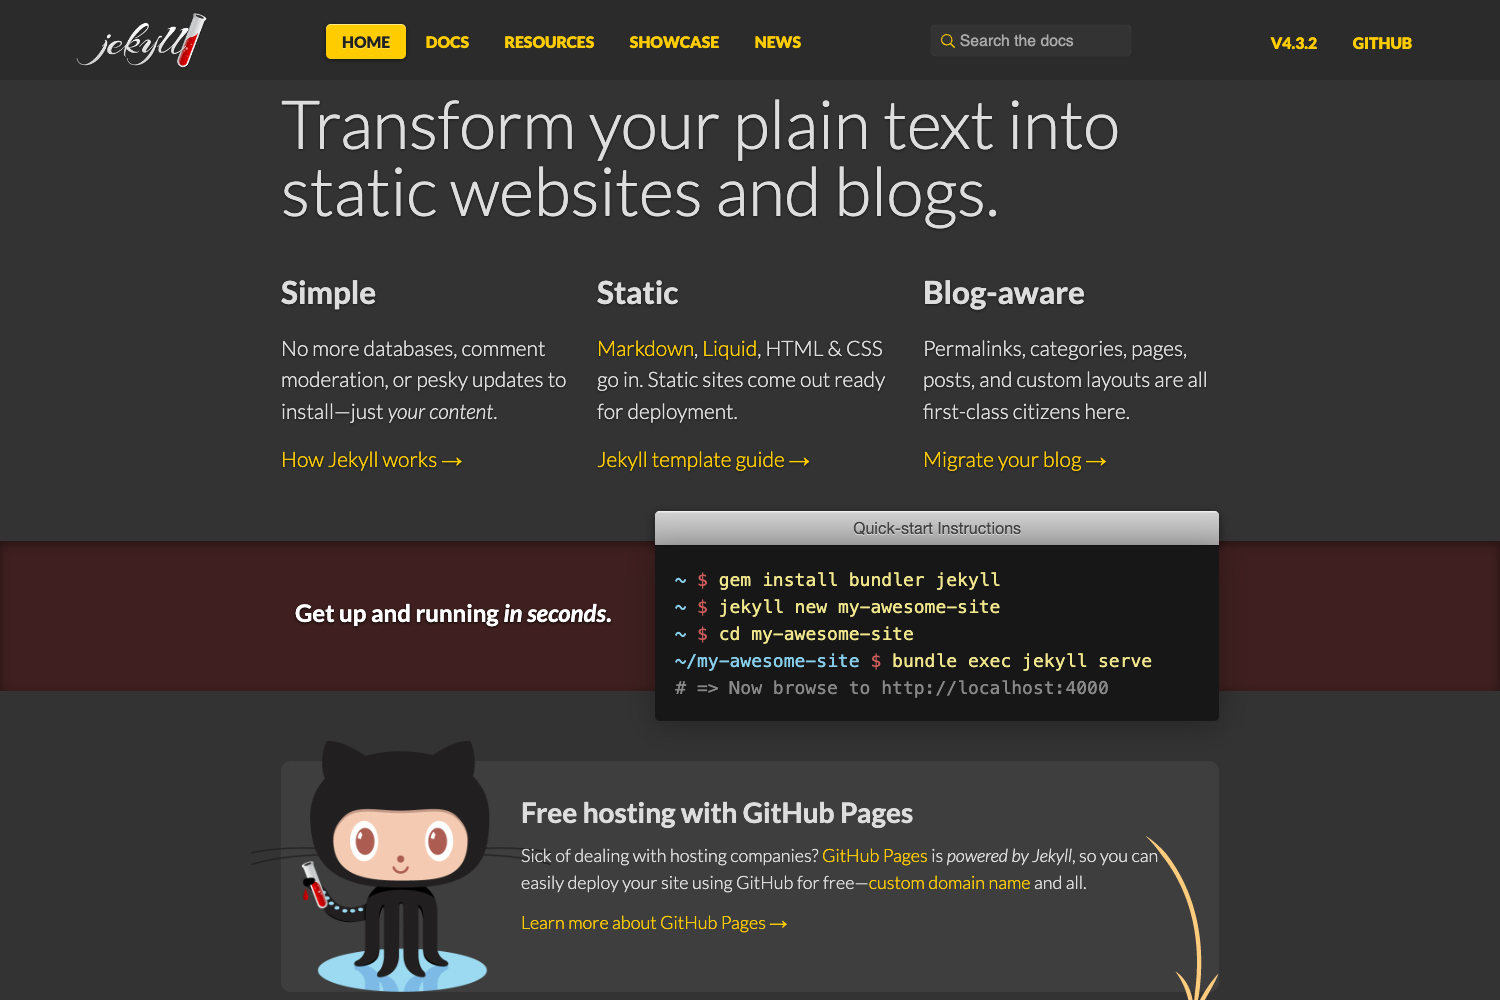 jekyll
HOME DOCS RESOURCES SHOWCASE NEWS Search the docs V4.3.2 GITHUB
Transform your plain text into
static websites and blogs.
Simple
No more databases, comment
moderation, or pesky updates to
install—just your content.
How Jekyll works →
Static
Markdown, Liquid, HTML & CSS
go in. Static sites come out ready
for deployment.
Jekyll template guide →
Blog-aware
Permalinks, categories, pages,
posts, and custom layouts are all
first-class citizens here.
Migrate your blog →
Get up and running in seconds.
Quick-start Instructions
~ $ gem install bundler jekyll
~ $ jekyll new my-awesome-site
~ $ cd my-awesome-site
~/my-awesome-site $ bundle exec jekyll serve
# => Now browse to http://localhost:4000
Free hosting with GitHub Pages
Sick of dealing with hosting companies? GitHub Pages is powered by Jekyll, so you can
easily deploy your site using GitHub for free—custom domain name and all.
Learn more about GitHub Pages →